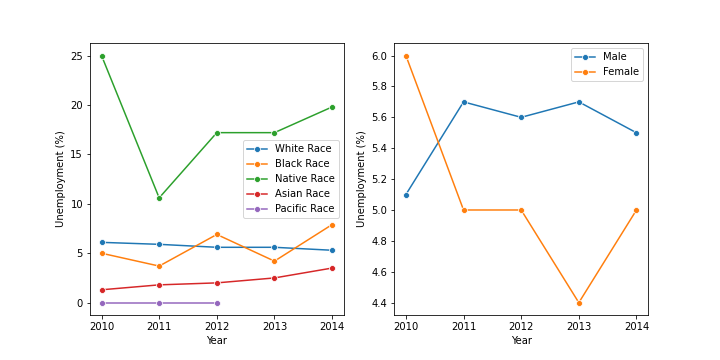 25
20
15
10
5
0
Unemployment (%)
2010 2011 2012 2013 2014
Year
White Race
Black Race
Native Race
Asian Race
Pacific Race
6.0
5.8
5.6
5.4
5.2
5.0
4.8
4.6
4.4
Unemployment (%)
2010 2011 2012 2013 2014
Year
Male
Female